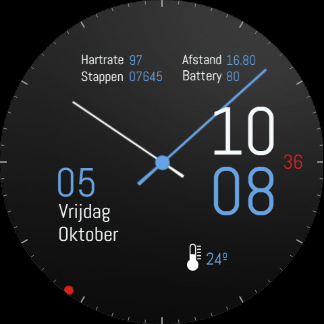 Hartrate 97
Stappen 07645
Afstand 16.80
Battery 80
10
08
36
05
Vrijdag
Oktober
24º